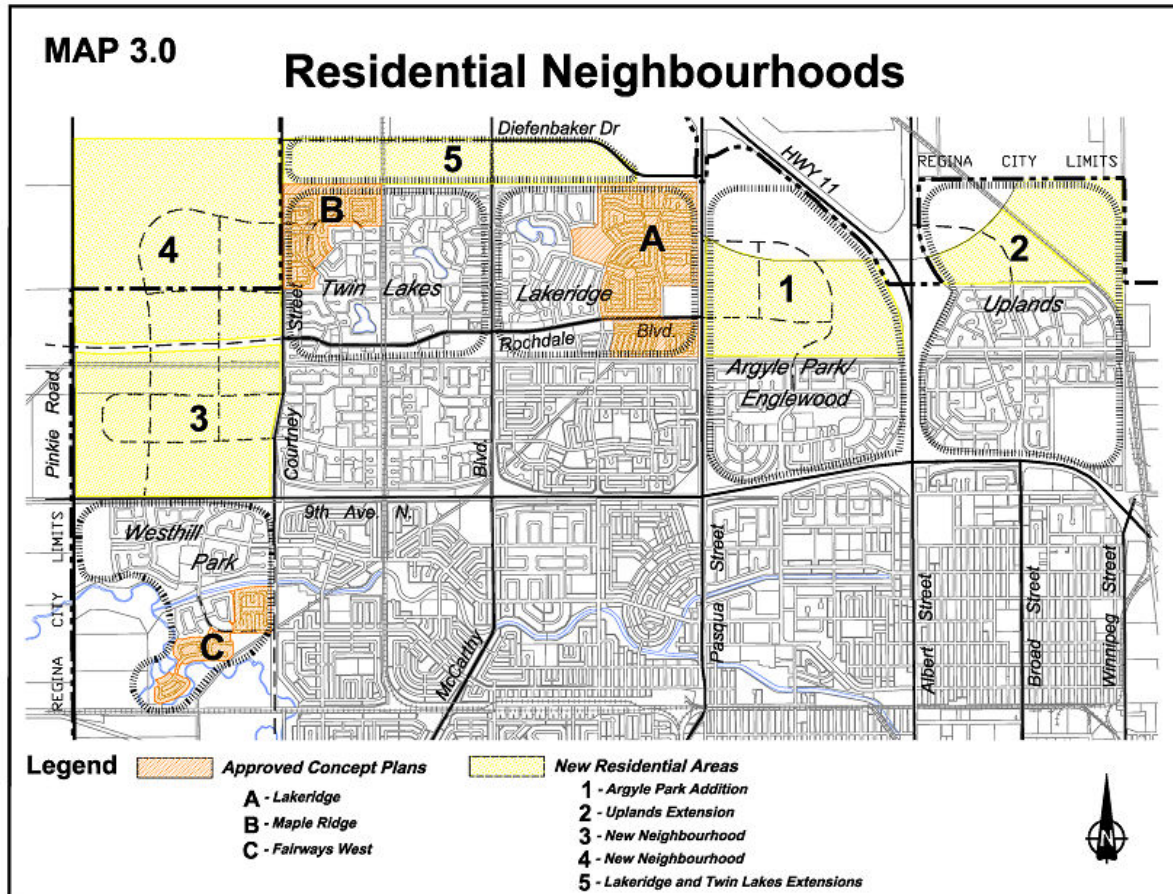 MAP 3.0
Residential Neighbourhoods
Diefenbaker Dr
HWY 11
REGINA CITY LIMITS
5
B
4
A
2
1
Street
Twin Lakes
Lakeridge
Uplands
Rochdale Blvd.
Argyle Park/
Englewood
Pinkie Road
3
Courtney
Blvd.
9th Ave. N.
Westhill
Park
REGINA CITY LIMITS
C
McCarthy
Pasqua Street
Albert Street
Broad Street
Winnipeg Street
Legend
Approved Concept Plans
A - Lakeridge
B - Maple Ridge
C - Fairways West
New Residential Areas
1 - Argyle Park Addition
2 - Uplands Extension
3 - New Neighbourhood
4 - New Neighbourhood
5 - Lakeridge and Twin Lakes Extensions
N